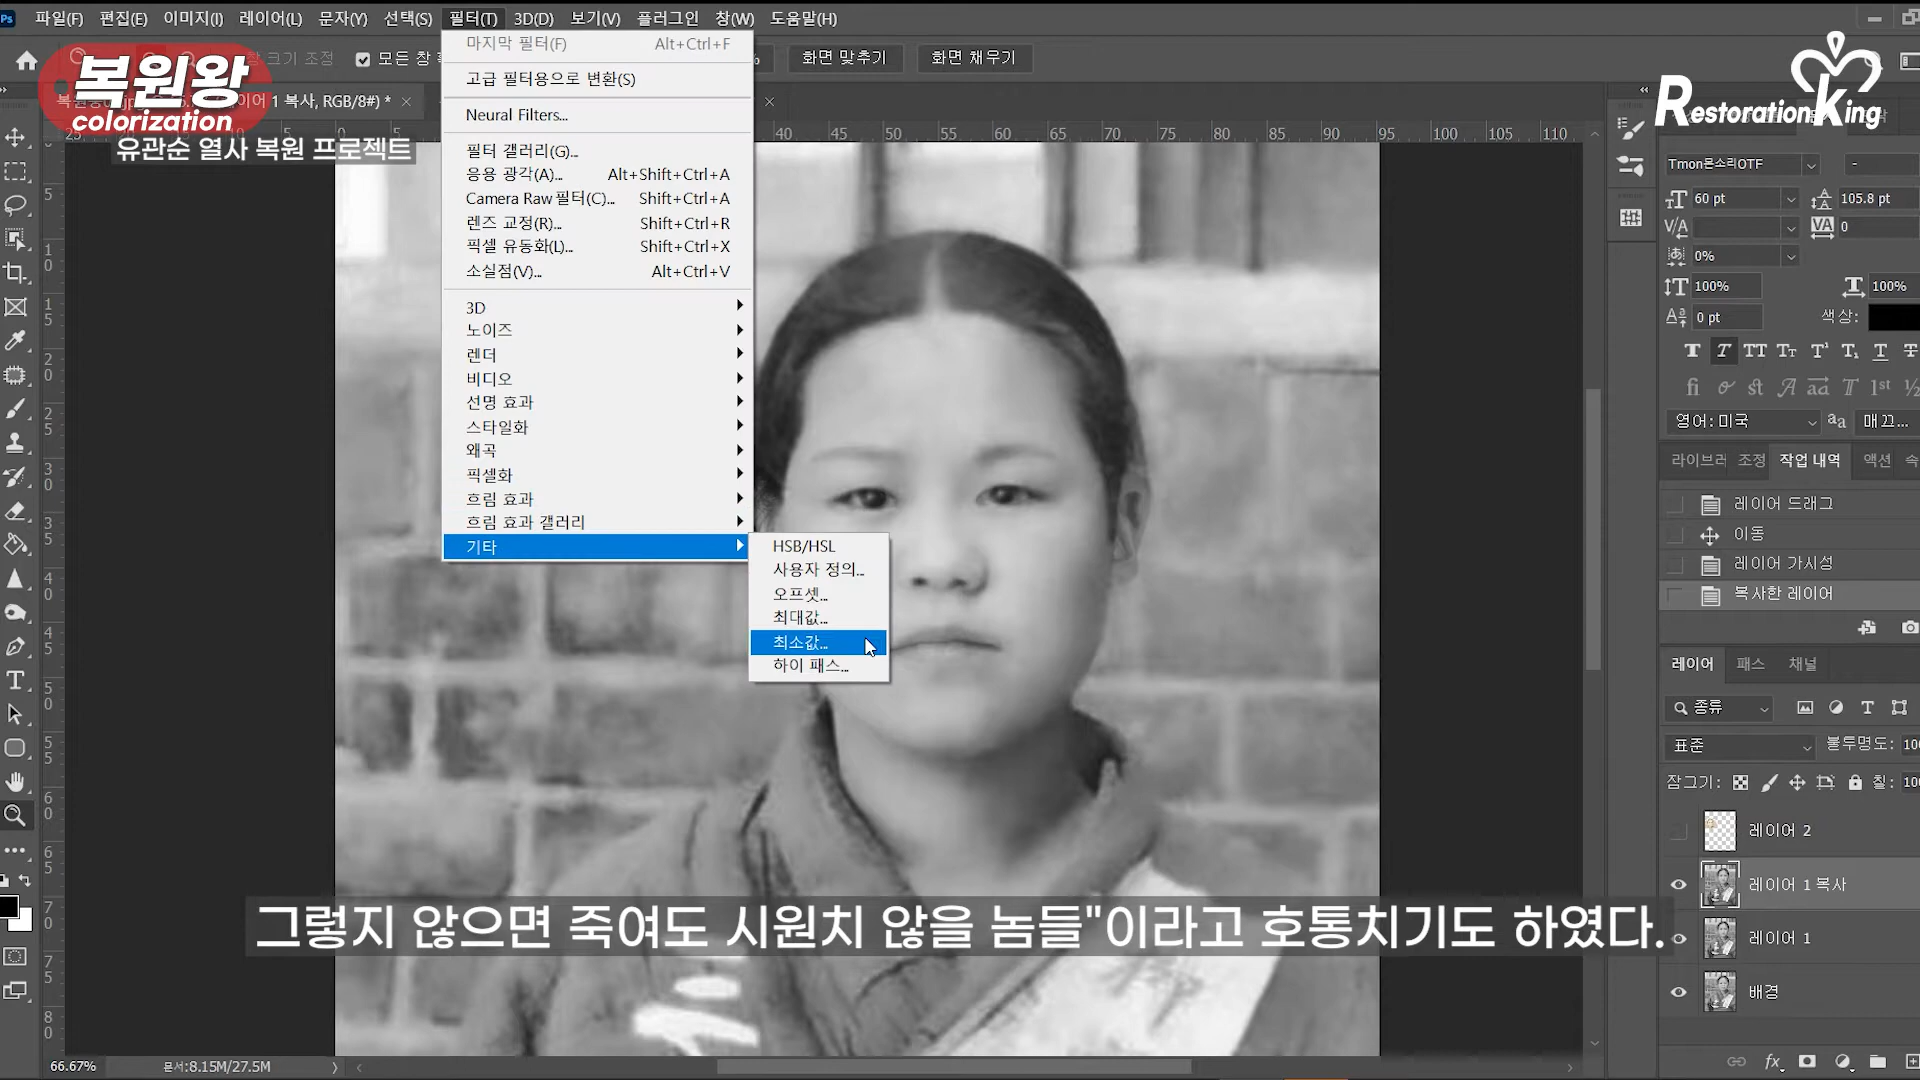 파일(F) 편집(E) 이미지(I) 레이어(L) 문자(Y) 선택(S) 필터(T) 3D(D) 보기(V) 플러그인 창(W) 도움말(H)
창 크기 조정 모든 창 화면 맞추기 화면 채우기
복원왕
colorization
유관순 열사 복원 프로젝트
RestorationKing
1 복사, RGB/8#) *
마지막 필터(F) Alt+Ctrl+F
고급 필터용으로 변환(S)
Neural Filters...
필터 갤러리(G)...
응용 광각(A)... Alt+Shift+Ctrl+A
Camera Raw 필터(C)... Shift+Ctrl+A
렌즈 교정(R)... Shift+Ctrl+R
픽셀 유동화(L)... Shift+Ctrl+X
소실점(V)... Alt+Ctrl+V
3D
노이즈
렌더
비디오
선명 효과
스타일화
왜곡
픽셀화
흐림 효과
흐림 효과 갤러리
기타
HSB/HSL
사용자 정의...
오프셋...
최대값...
최소값...
하이 패스...
40 45 50 55 60 65 70 75 80 85 90 95 100 105 110
Tmon몬소리OTF -
60 pt 105.8 pt
0
0%
100% 100%
0 pt 색상:
영어: 미국 aa 매끄...
라이브러 조정 작업 내역 액션 속
레이어 드래그
이동
레이어 가시성
복사한 레이어
레이어 패스 채널
종류
표준 불투명도: 100
잠그기: 칠: 100
레이어 2
레이어 1 복사
레이어 1
배경
그렇지 않으면 죽여도 시원치 않을 놈들"이라고 호통치기도 하였다.
66.67% 문서:8.15M/27.5M